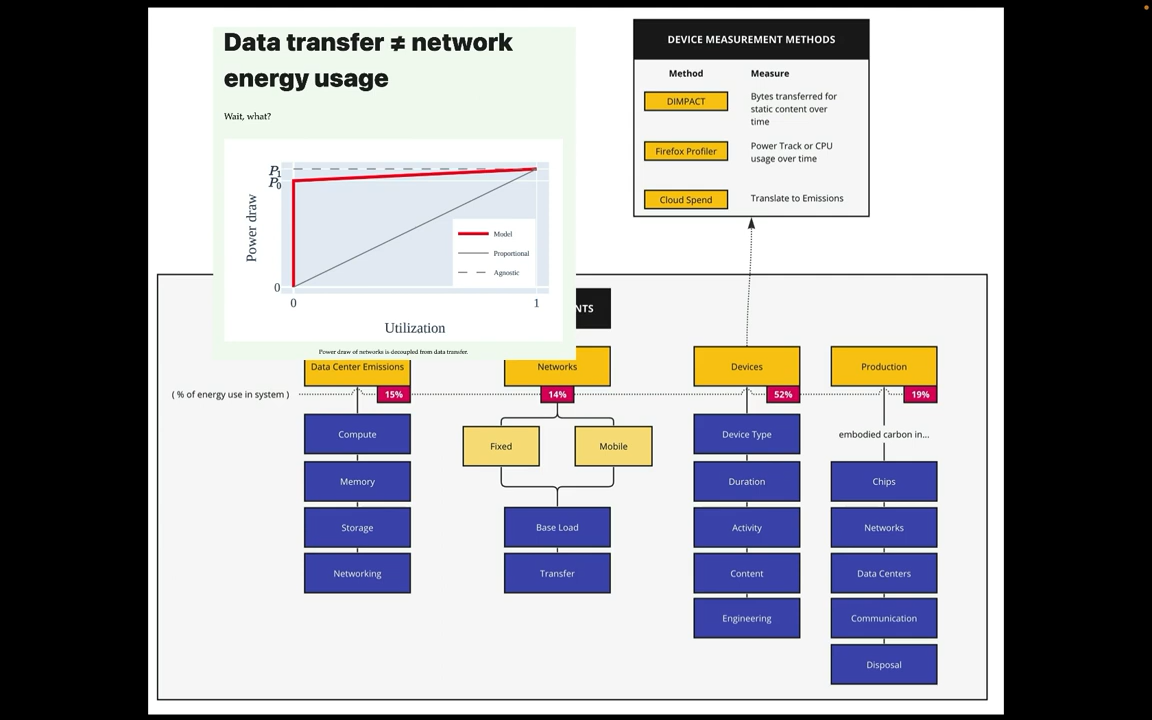 Data transfer ≠ network
energy usage
Wait, what?
P₁
P₀
Power draw
0
0
1
Utilization
Model
Proportional
Agnostic
Power draw of networks is decoupled from data transfer.
DEVICE MEASUREMENT METHODS
Method
Measure
DIMPACT
Bytes transferred for
static content over
time
Firefox Profiler
Power Track or CPU
usage over time
Cloud Spend
Translate to Emissions
NTS
Data Center Emissions
Networks
Devices
Production
( % of energy use in system )
15%
14%
52%
19%
Compute
Memory
Storage
Networking
Fixed
Mobile
Base Load
Transfer
Device Type
Duration
Activity
Content
Engineering
embodied carbon in...
Chips
Networks
Data Centers
Communication
Disposal